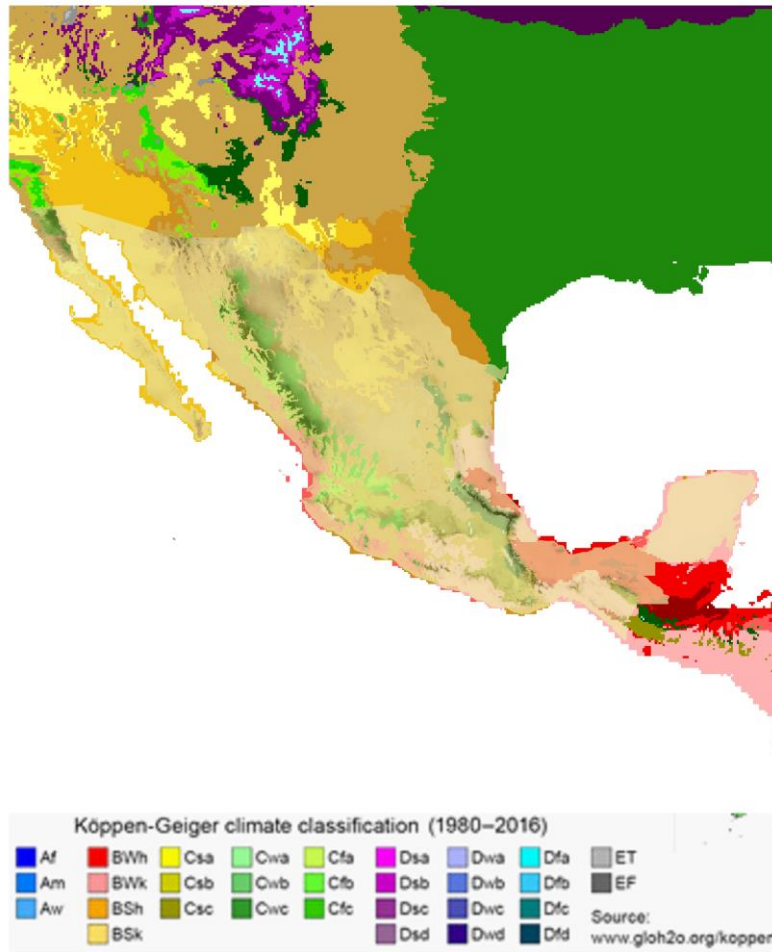 Köppen-Geiger climate classification (1980–2016)
Af BWh Csa Cwa Cfa Dsa Dwa Dfa ET
Am BWk Csb Cwb Cfb Dsb Dwb Dfb EF
Aw BSh Csc Cwc Cfc Dsc Dwc Dfc Source:
BSk Dsd Dwd Dfd www.gloh2o.org/koppen